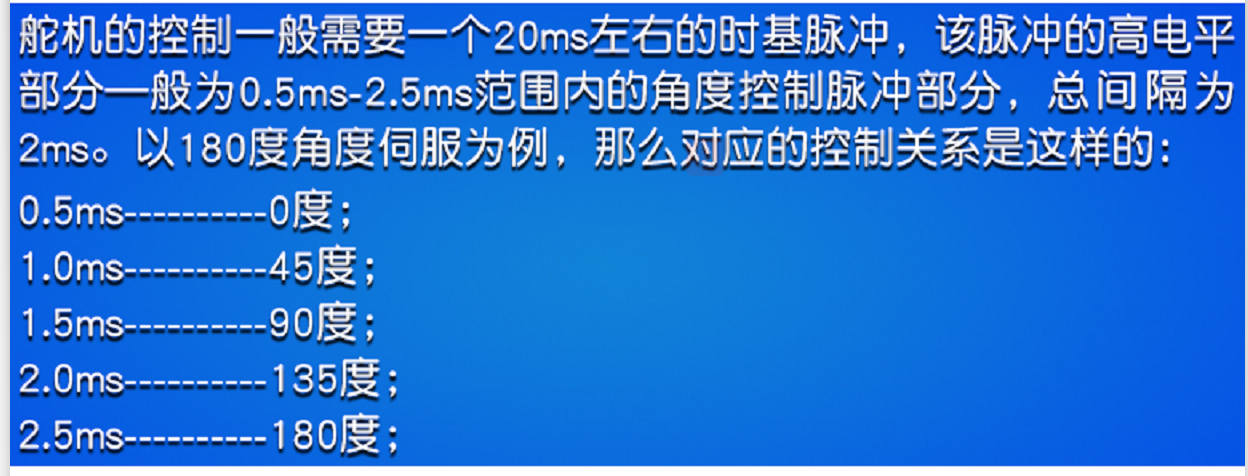 舵机的控制一般需要一个20ms左右的时基脉冲，该脉冲的高电平
部分一般为0.5ms-2.5ms范围内的角度控制脉冲部分，总间隔为
2ms。以180度角度伺服为例，那么对应的控制关系是这样的：
0.5ms----------0度；
1.0ms----------45度；
1.5ms----------90度；
2.0ms----------135度；
2.5ms----------180度；